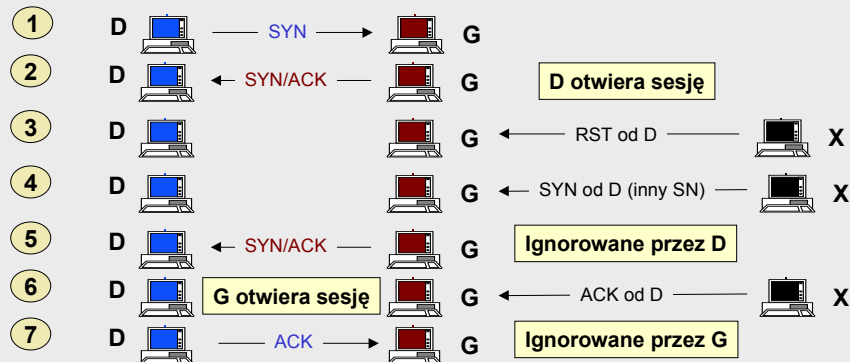 1 D SYN G
2 D SYN/ACK G D otwiera sesję
3 D G RST od D X
4 D G SYN od D (inny SN) X
5 D SYN/ACK G Ignorowane przez D
6 D G otwiera sesję G ACK od D X
7 D ACK G Ignorowane przez G